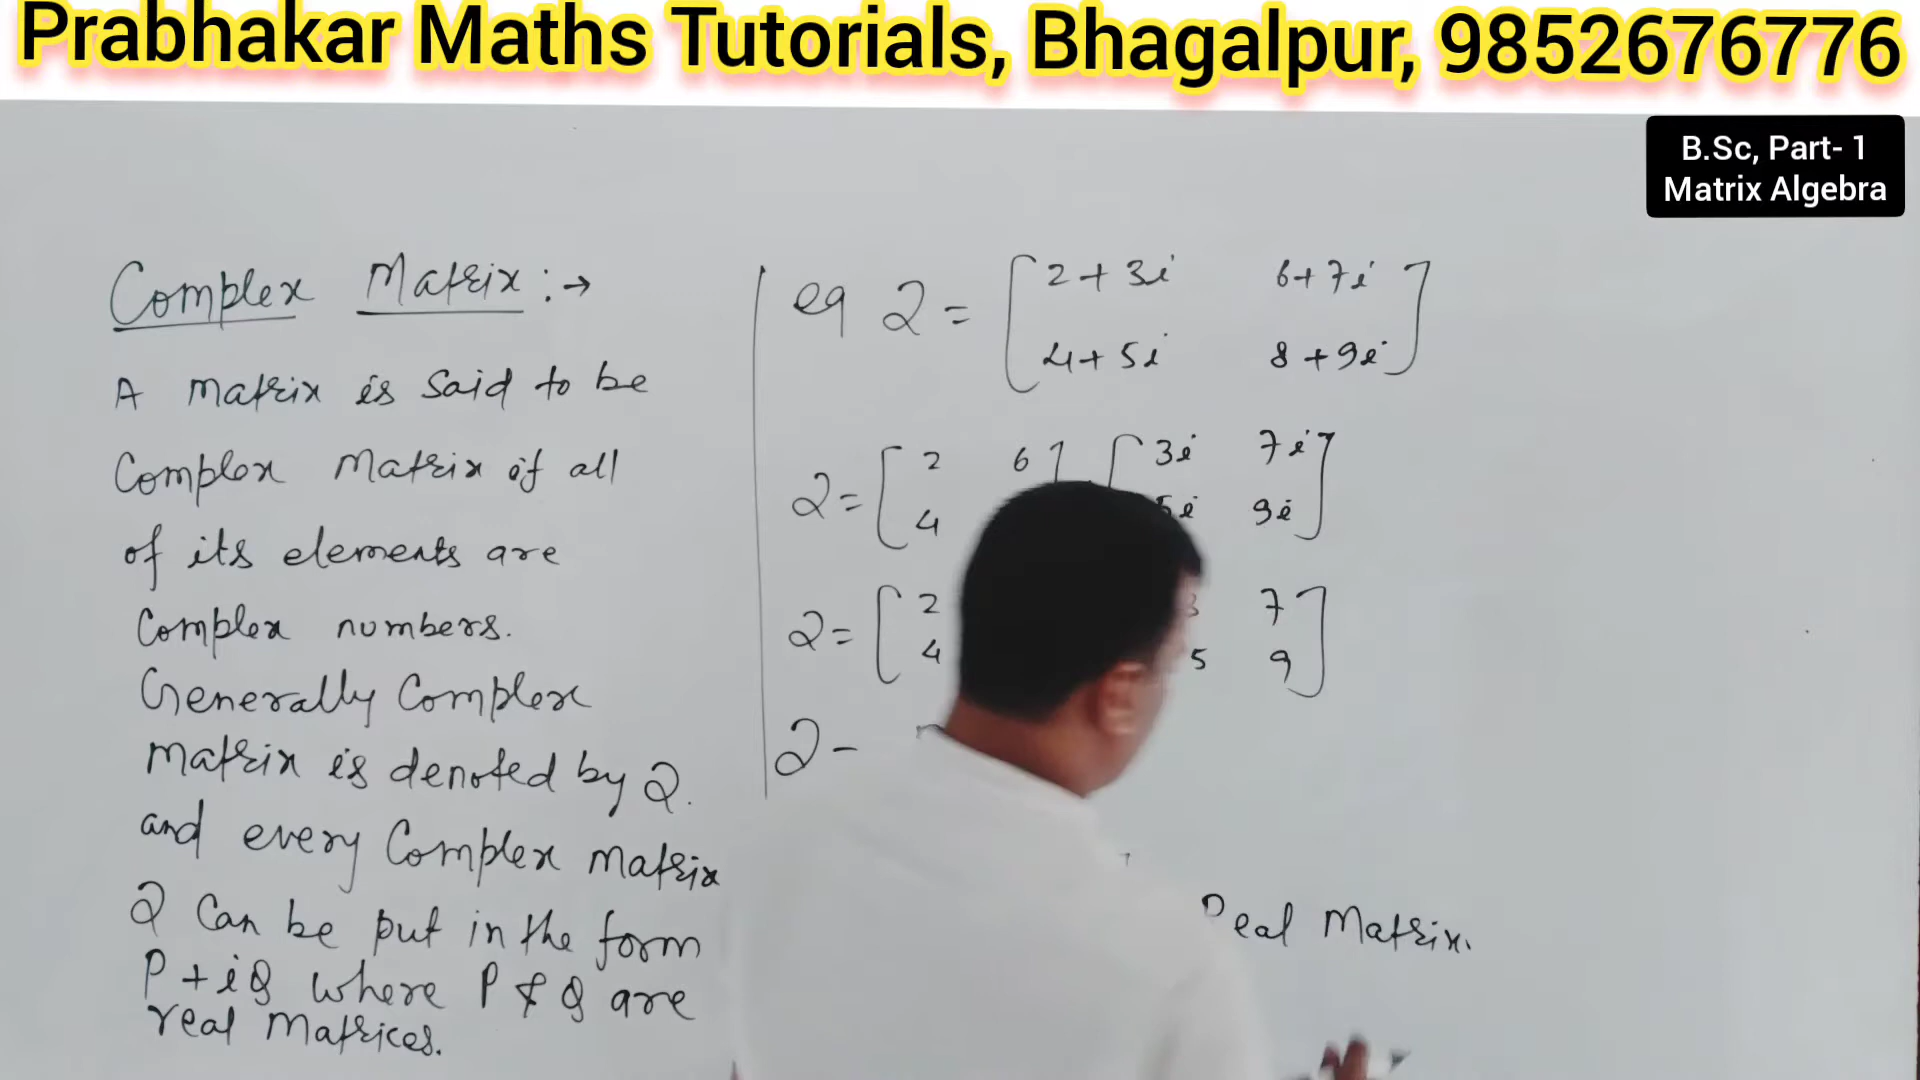 Prabhakar Maths Tutorials, Bhagalpur, 9852676776
B.Sc, Part- 1
Matrix Algebra
Complex Matrix :→
A Matrix is Said to be
Complex Matrix if all
of its elements are
Complex numbers.
Generally Complex
Matrix is denoted by Z.
and every Complex Matrix
Z Can be put in the form
P + iQ where P & Q are
real Matrices.
eg Z = [ 2 + 3i 6 + 7i ]
4 + 5i 8 + 9i
Z = [ 2 6 ] [ 3i 7i ]
4 5i 9i
Z = [ 2 3 7 ]
4 5 9
Z =
Real Matrix.